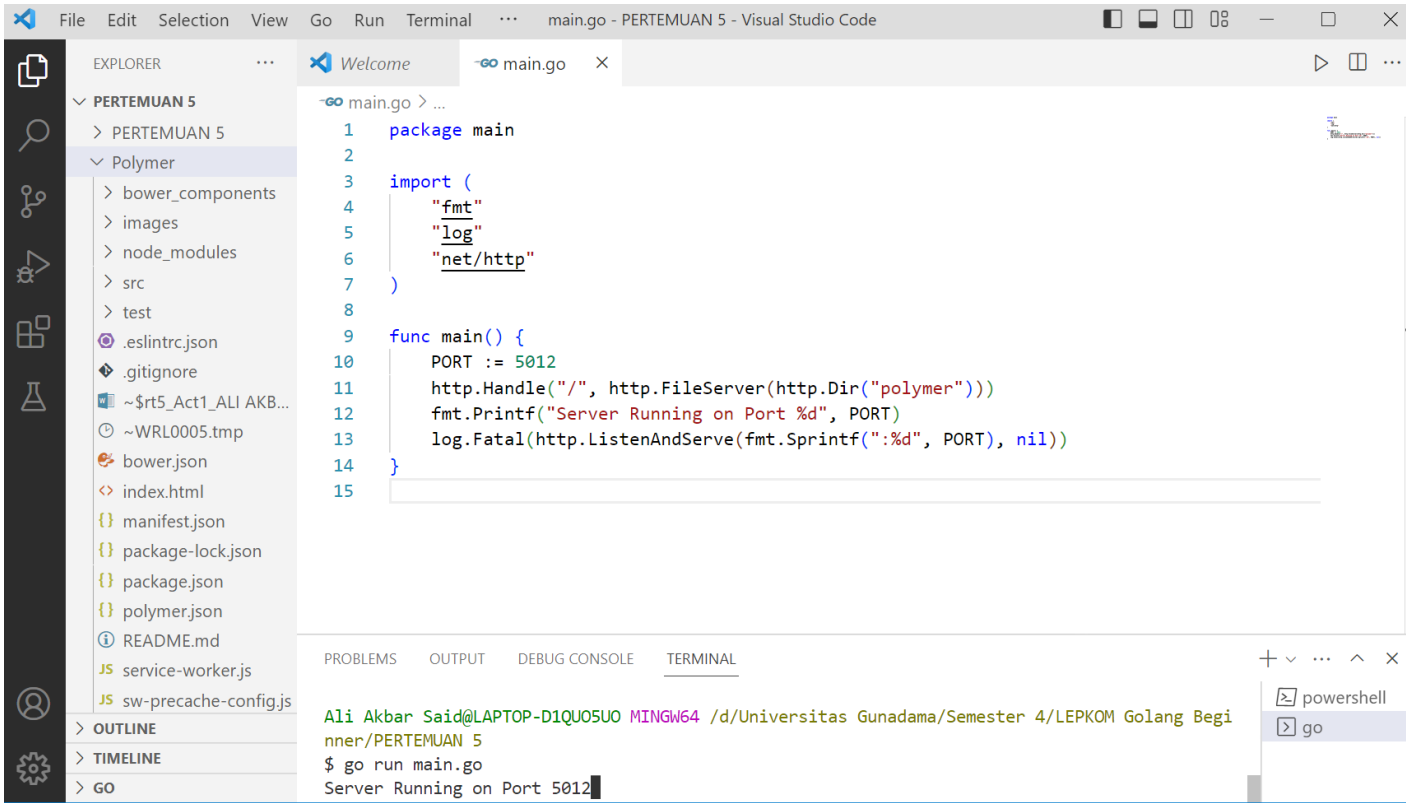 File Edit Selection View Go Run Terminal ··· main.go - PERTEMUAN 5 - Visual Studio Code
EXPLORER ···
PERTEMUAN 5
PERTEMUAN 5
Polymer
bower_components
images
node_modules
src
test
.eslintrc.json
.gitignore
~$rt5_Act1_ALI AKB...
~WRL0005.tmp
bower.json
index.html
manifest.json
package-lock.json
package.json
polymer.json
README.md
service-worker.js
sw-precache-config.js
OUTLINE
TIMELINE
GO
Welcome GO main.go
GO main.go > ...
1 package main
2
3 import (
4     "fmt"
5     "log"
6     "net/http"
7 )
8
9 func main() {
10     PORT := 5012
11     http.Handle("/", http.FileServer(http.Dir("polymer")))
12     fmt.Printf("Server Running on Port %d", PORT)
13     log.Fatal(http.ListenAndServe(fmt.Sprintf(":%d", PORT), nil))
14 }
15
PROBLEMS OUTPUT DEBUG CONSOLE TERMINAL
Ali Akbar Said@LAPTOP-D1QUO5UO MINGW64 /d/Universitas Gunadama/Semester 4/LEPKOM Golang Begi
nner/PERTEMUAN 5
$ go run main.go
Server Running on Port 5012
powershell
go